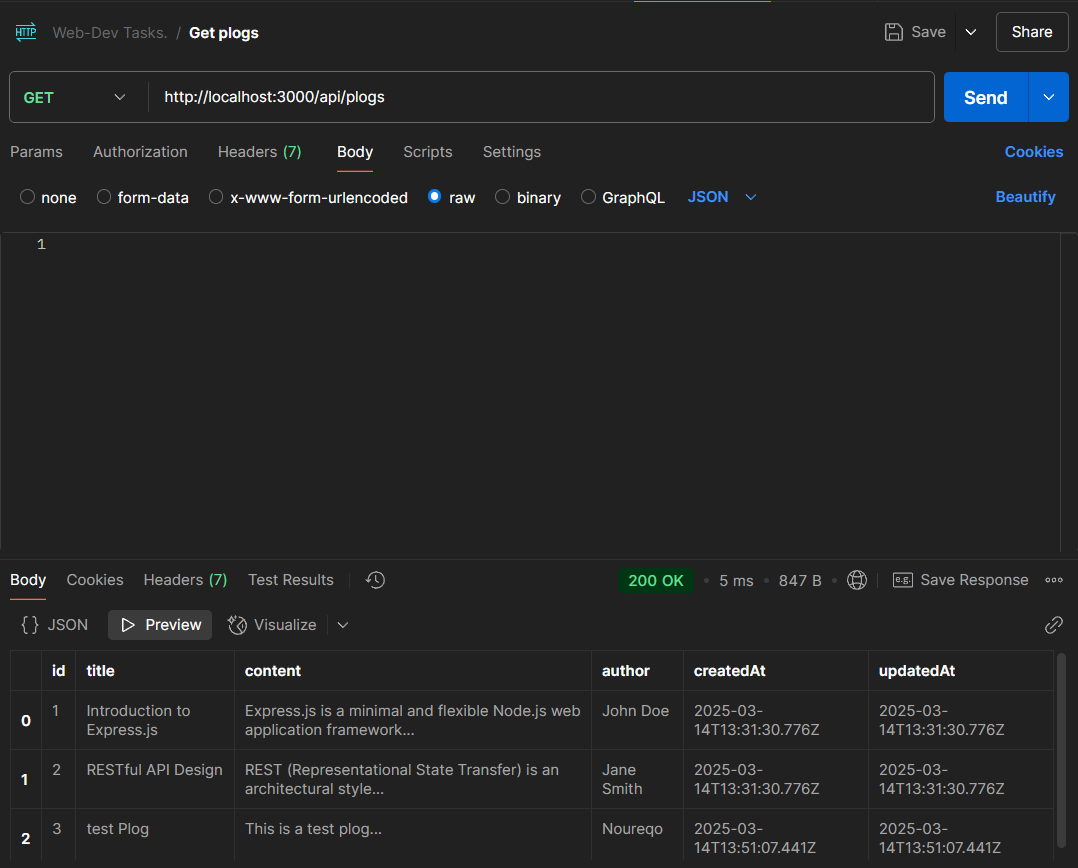 HTTP Web-Dev Tasks. / Get plogs Save Share
GET http://localhost:3000/api/plogs Send
Params Authorization Headers (7) Body Scripts Settings Cookies
none form-data x-www-form-urlencoded raw binary GraphQL JSON Beautify
1
Body Cookies Headers (7) Test Results 200 OK • 5 ms • 847 B • e.g. Save Response
{} JSON Preview Visualize
id title content author createdAt updatedAt
0 1 Introduction to Express.js is a minimal and flexible Node.js web John Doe 2025-03- 2025-03-
Express.js application framework... 14T13:31:30.776Z 14T13:31:30.776Z
1 2 RESTful API Design REST (Representational State Transfer) is an Jane 2025-03- 2025-03-
architectural style... Smith 14T13:31:30.776Z 14T13:31:30.776Z
2 3 test Plog This is a test plog... Noureqo 2025-03- 2025-03-
14T13:51:07.441Z 14T13:51:07.441Z